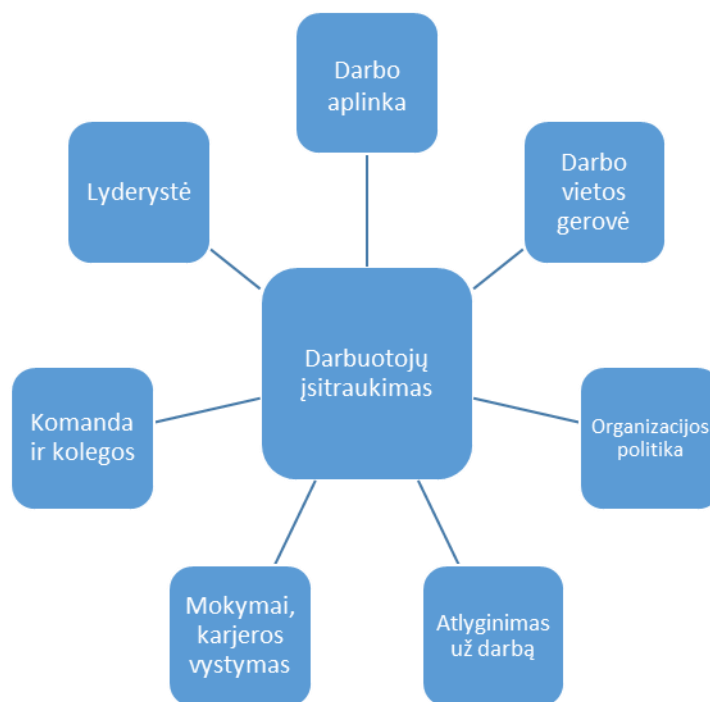 Darbo
aplinka
Darbo
vietos
gerovė
Organizacijos
politika
Atlyginimas
už darbą
Mokymai,
karjeros
vystymas
Komanda
ir kolegos
Lyderystė
Darbuotojų
įsitraukimas